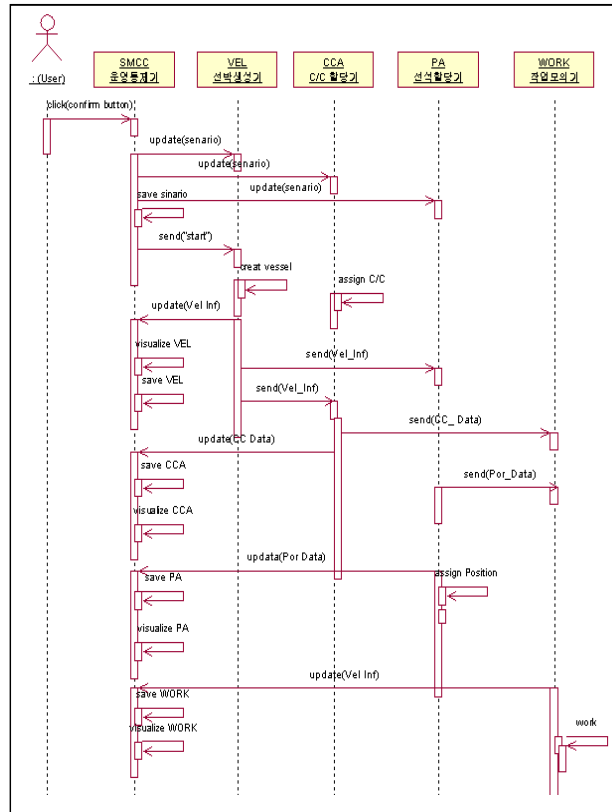 SMCC
운영통제기
VEL
선박생성기
CCA
C/C 할당기
PA
선석할당기
WORK
작업모의기
: (User)
click(confirm button)
update(senario)
update(senario)
update(senario)
save sinario
send("start")
creat vessel
assign C/C
update(Vel Inf)
visualize VEL
send(Vel_Inf)
save VEL
send(Vel_Inf)
send(CC_ Data)
update(CC Data)
save CCA
send(Por_Data)
visualize CCA
updata(Por Data)
assign Position
save PA
visualize PA
update(Vel Inf)
save WORK
visualize WORK
work